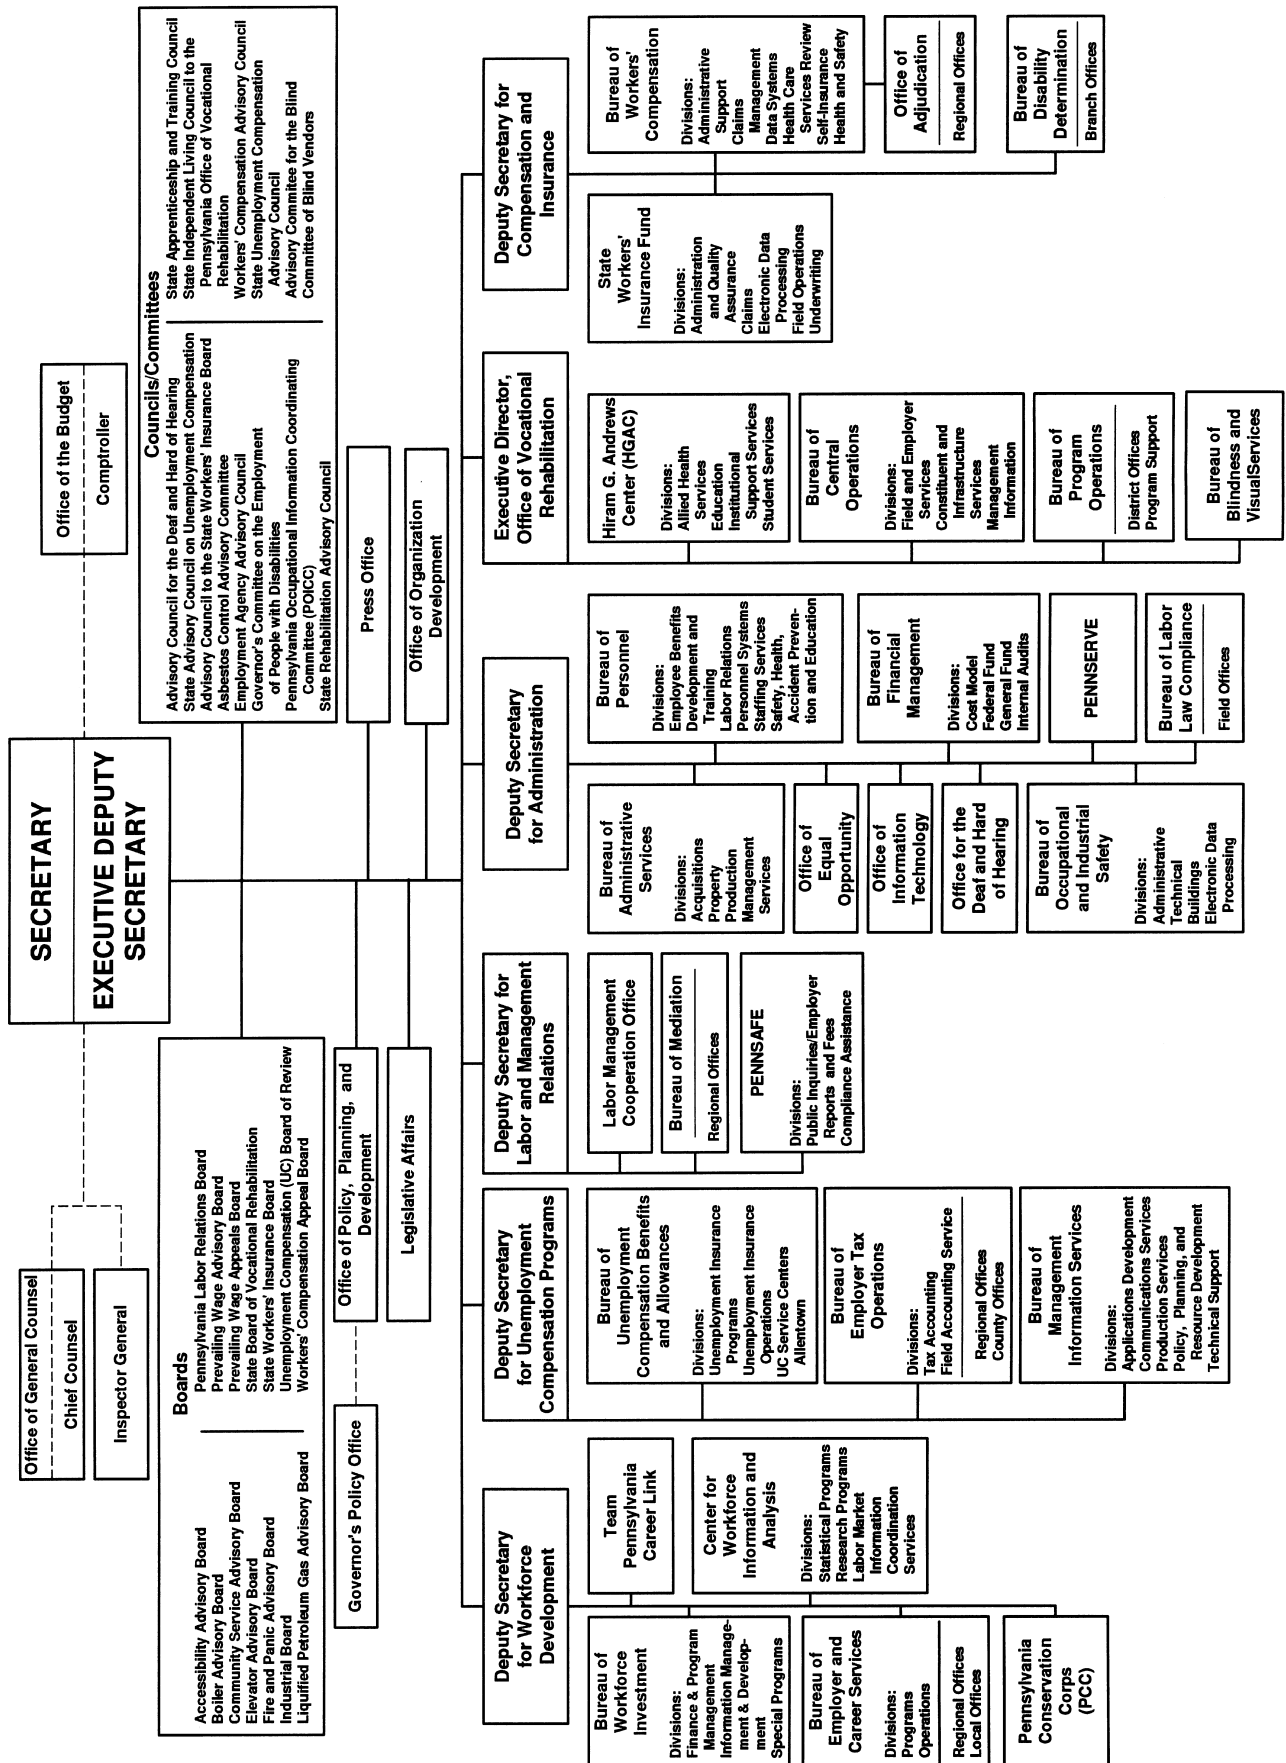 SECRETARY
EXECUTIVE DEPUTY
SECRETARY
Office of General Counsel
Chief Counsel
Inspector General
Office of the Budget
Comptroller
Boards
Accessibility Advisory Board
Boiler Advisory Board
Community Service Advisory Board
Elevator Advisory Board
Fire and Panic Advisory Board
Industrial Board
Liquified Petroleum Gas Advisory Board
Pennsylvania Labor Relations Board
Prevailing Wage Advisory Board
Prevailing Wage Appeals Board
State Board of Vocational Rehabilitation
State Workers' Insurance Board
Unemployment Compensation (UC) Board of Review
Workers' Compensation Appeal Board
Councils/Committees
Advisory Council for the Deaf and Hard of Hearing
State Advisory Council on Unemployment Compensation
Advisory Council to the State Workers' Insurance Board
Asbestos Control Advisory Committee
Employment Agency Advisory Council
Governor's Committee on the Employment
of People with Disabilities
Pennsylvania Occupational Information Coordinating
Committee (POICC)
State Rehabilitation Advisory Council
State Apprenticeship and Training Council
State Independent Living Council to the
Pennsylvania Office of Vocational
Rehabilitation
Workers' Compensation Advisory Council
State Unemployment Compensation
Advisory Council
Advisory Committee for the Blind
Committee of Blind Vendors
Governor's Policy Office
Office of Policy, Planning, and
Development
Legislative Affairs
Press Office
Office of Organization
Development
Deputy Secretary
for Workforce
Development
Bureau of
Workforce
Investment
Divisions:
Finance & Program
Management
Information Manage-
ment & Develop-
ment
Special Programs
Bureau of
Employer and
Career Services
Divisions:
Programs
Operations
Regional Offices
Local Offices
Pennsylvania
Conservation
Corps
(PCC)
Team
Pennsylvania
Career Link
Center for
Workforce
Information and
Analysis
Divisions:
Statistical Programs
Research Programs
Labor Market
Information
Coordination
Services
Deputy Secretary
for Unemployment
Compensation Programs
Bureau of
Unemployment
Compensation Benefits
and Allowances
Divisions:
Unemployment Insurance
Programs
Unemployment Insurance
Operations
UC Service Centers
Allentown
Bureau of
Employer Tax
Operations
Divisions:
Tax Accounting
Field Accounting Service
Regional Offices
County Offices
Bureau of
Management
Information Services
Divisions:
Applications Development
Communications Services
Production Services
Policy, Planning, and
Resource Development
Technical Support
Deputy Secretary for
Labor and Management
Relations
Labor Management
Cooperation Office
Bureau of Mediation
Regional Offices
PENNSAFE
Divisions:
Public Inquiries/Employer
Reports and Fees
Compliance Assistance
Deputy Secretary
for Administration
Bureau of
Administrative
Services
Divisions:
Acquisitions
Property
Production
Management
Services
Office of
Equal
Opportunity
Office of
Information
Technology
Office for the
Deaf and Hard
of Hearing
Bureau of
Occupational
and Industrial
Safety
Divisions:
Administrative
Technical
Buildings
Electronic Data
Processing
Bureau of
Personnel
Divisions:
Employee Benefits
Development and
Training
Labor Relations
Personnel Systems
Staffing Services
Safety, Health,
Accident Preven-
tion and Education
Bureau of
Financial
Management
Divisions:
Cost Model
Federal Fund
General Fund
Internal Audits
PENNSERVE
Bureau of Labor
Law Compliance
Field Offices
Executive Director,
Office of Vocational
Rehabilitation
Hiram G. Andrews
Center (HGAC)
Divisions:
Allied Health
Services
Education
Institutional
Support Services
Student Services
Bureau of
Central
Operations
Divisions:
Field and Employer
Services
Constituent and
Infrastructure
Services
Management
Information
Bureau of
Program
Operations
District Offices
Program Support
Bureau of
Blindness and
VisualServices
Deputy Secretary for
Compensation and
Insurance
State
Workers'
Insurance Fund
Divisions:
Administration
and Quality
Assurance
Claims
Electronic Data
Processing
Field Operations
Underwriting
Bureau of
Workers'
Compensation
Divisions:
Administrative
Support
Claims
Management
Data Systems
Health Care
Services Review
Self-Insurance
Health and Safety
Office of
Adjudication
Regional Offices
Bureau of
Disability
Determination
Branch Offices